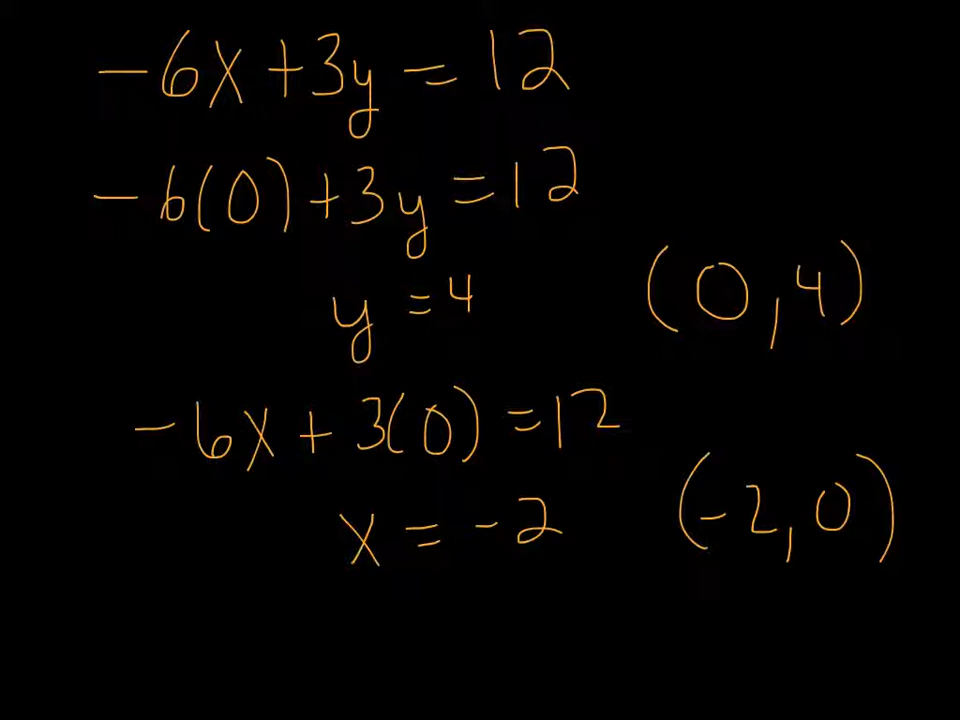 -6x+3y=12
-6(0)+3y=12
y=4
(0,4)
-6x+3(0)=12
x=-2
(-2,0)